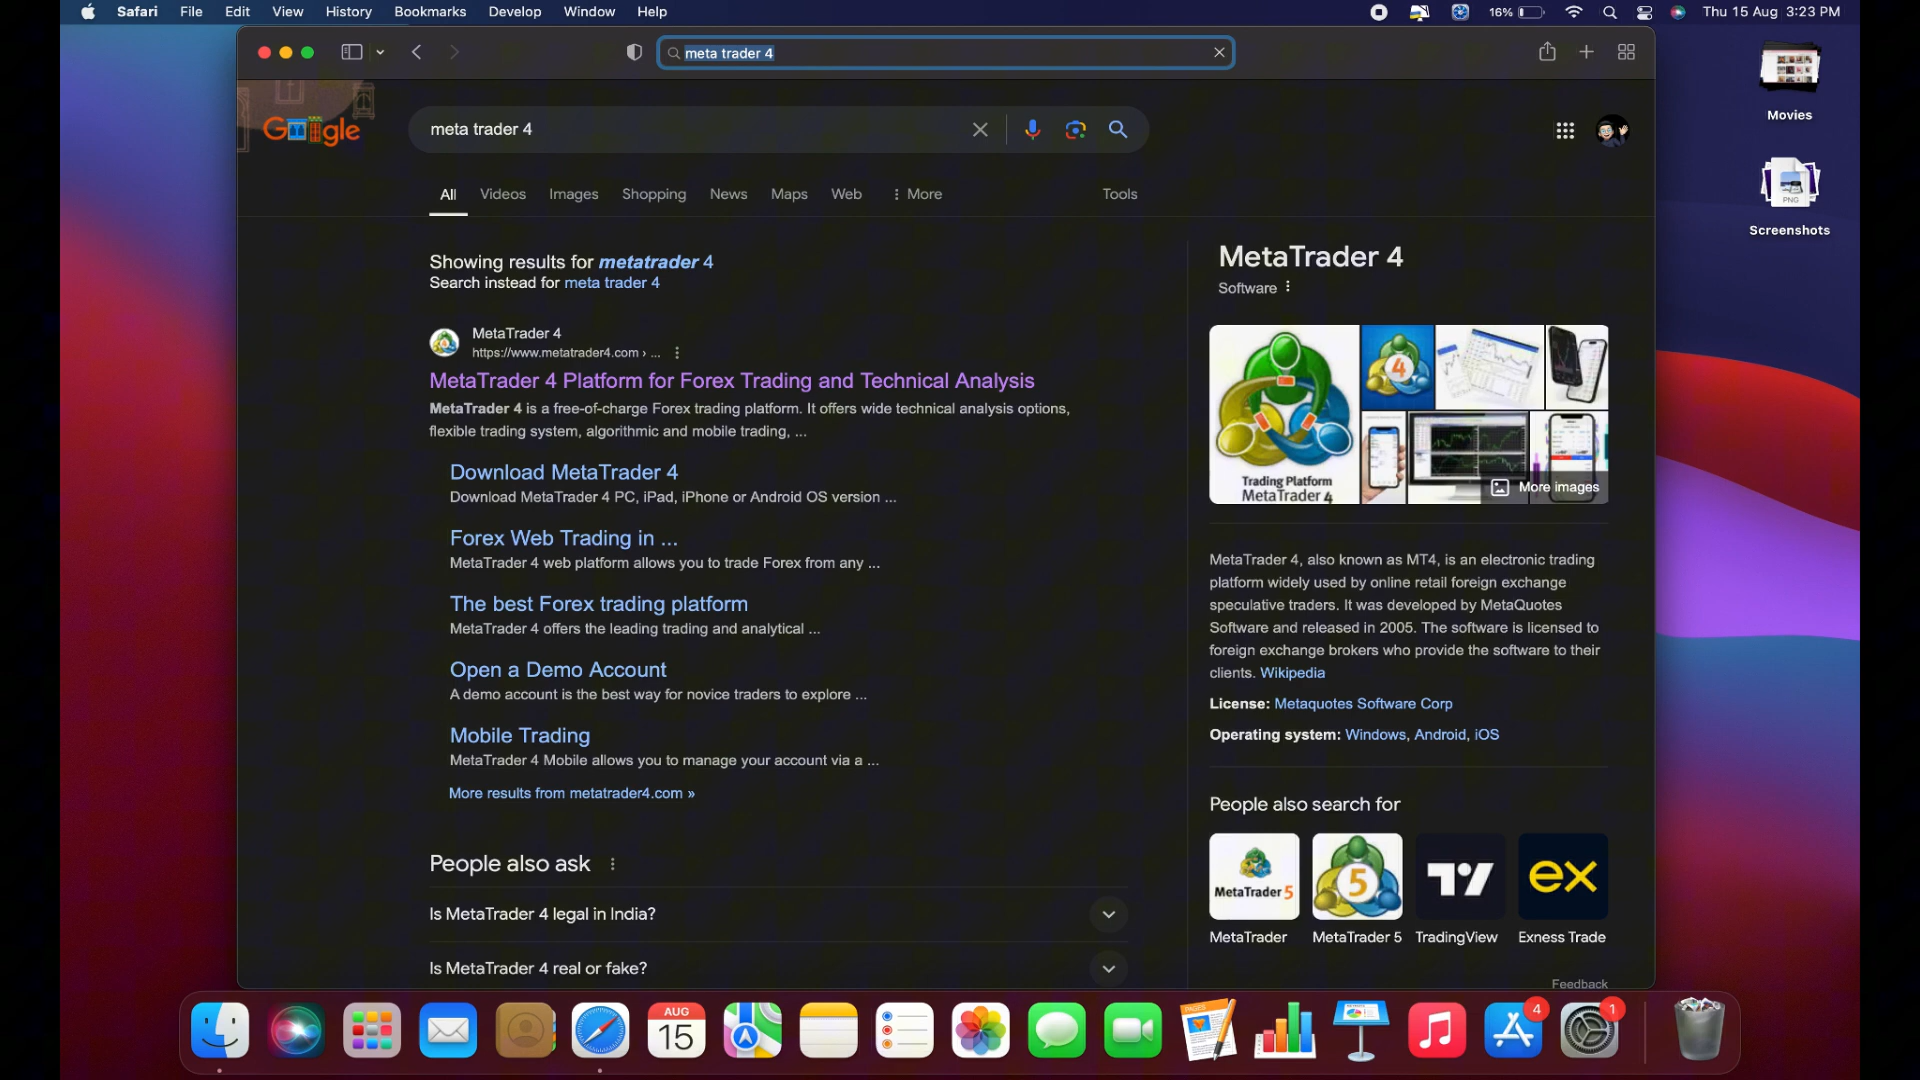 Safari File Edit View History Bookmarks Develop Window Help
16% Thu 15 Aug 3:23 PM
meta trader 4
Google
meta trader 4
All Videos Images Shopping News Maps Web More Tools
Showing results for metatrader 4
Search instead for meta trader 4
MetaTrader 4
https://www.metatrader4.com › ...
MetaTrader 4 Platform for Forex Trading and Technical Analysis
MetaTrader 4 is a free-of-charge Forex trading platform. It offers wide technical analysis options,
flexible trading system, algorithmic and mobile trading, ...
Download MetaTrader 4
Download MetaTrader 4 PC, iPad, iPhone or Android OS version ...
Forex Web Trading in ...
MetaTrader 4 web platform allows you to trade Forex from any ...
The best Forex trading platform
MetaTrader 4 offers the leading trading and analytical ...
Open a Demo Account
A demo account is the best way for novice traders to explore ...
Mobile Trading
MetaTrader 4 Mobile allows you to manage your account via a ...
More results from metatrader4.com »
People also ask
Is MetaTrader 4 legal in India?
Is MetaTrader 4 real or fake?
MetaTrader 4
Software
4
Trading Platform
MetaTrader 4
More images
MetaTrader 4, also known as MT4, is an electronic trading
platform widely used by online retail foreign exchange
speculative traders. It was developed by MetaQuotes
Software and released in 2005. The software is licensed to
foreign exchange brokers who provide the software to their
clients. Wikipedia
License: Metaquotes Software Corp
Operating system: Windows, Android, iOS
People also search for
MetaTrader 5
5
ex
MetaTrader MetaTrader 5 TradingView Exness Trade
Feedback
Movies
PNG
Screenshots
AUG
15
PAGES
4
1